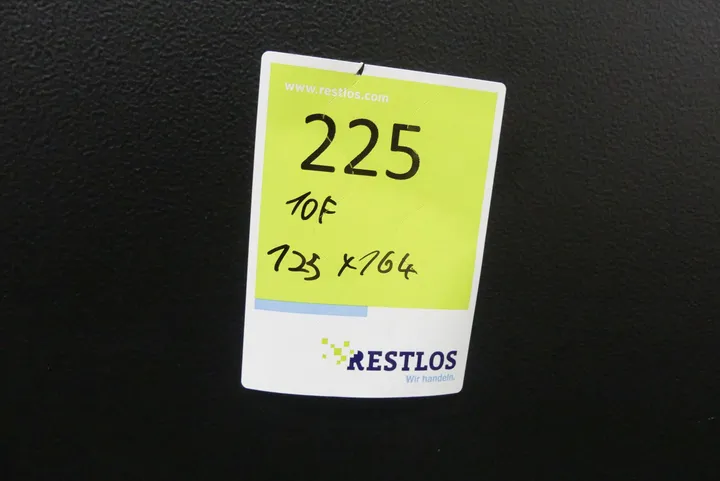 www.restlos.com
225
10F
125 x 164
RESTLOS
Wir handeln.